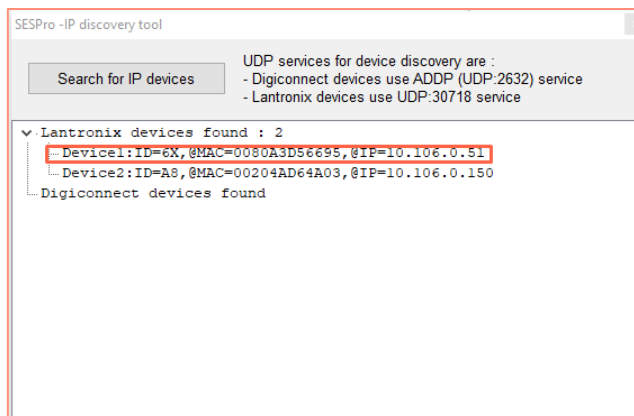 SESPro -IP discovery tool
Search for IP devices
UDP services for device discovery are :
- Digiconnect devices use ADDP (UDP:2632) service
- Lantronix devices use UDP:30718 service
Lantronix devices found : 2
Device1:ID=6X,@MAC=0080A3D56695,@IP=10.106.0.51
Device2:ID=A8,@MAC=00204AD64A03,@IP=10.106.0.150
Digiconnect devices found